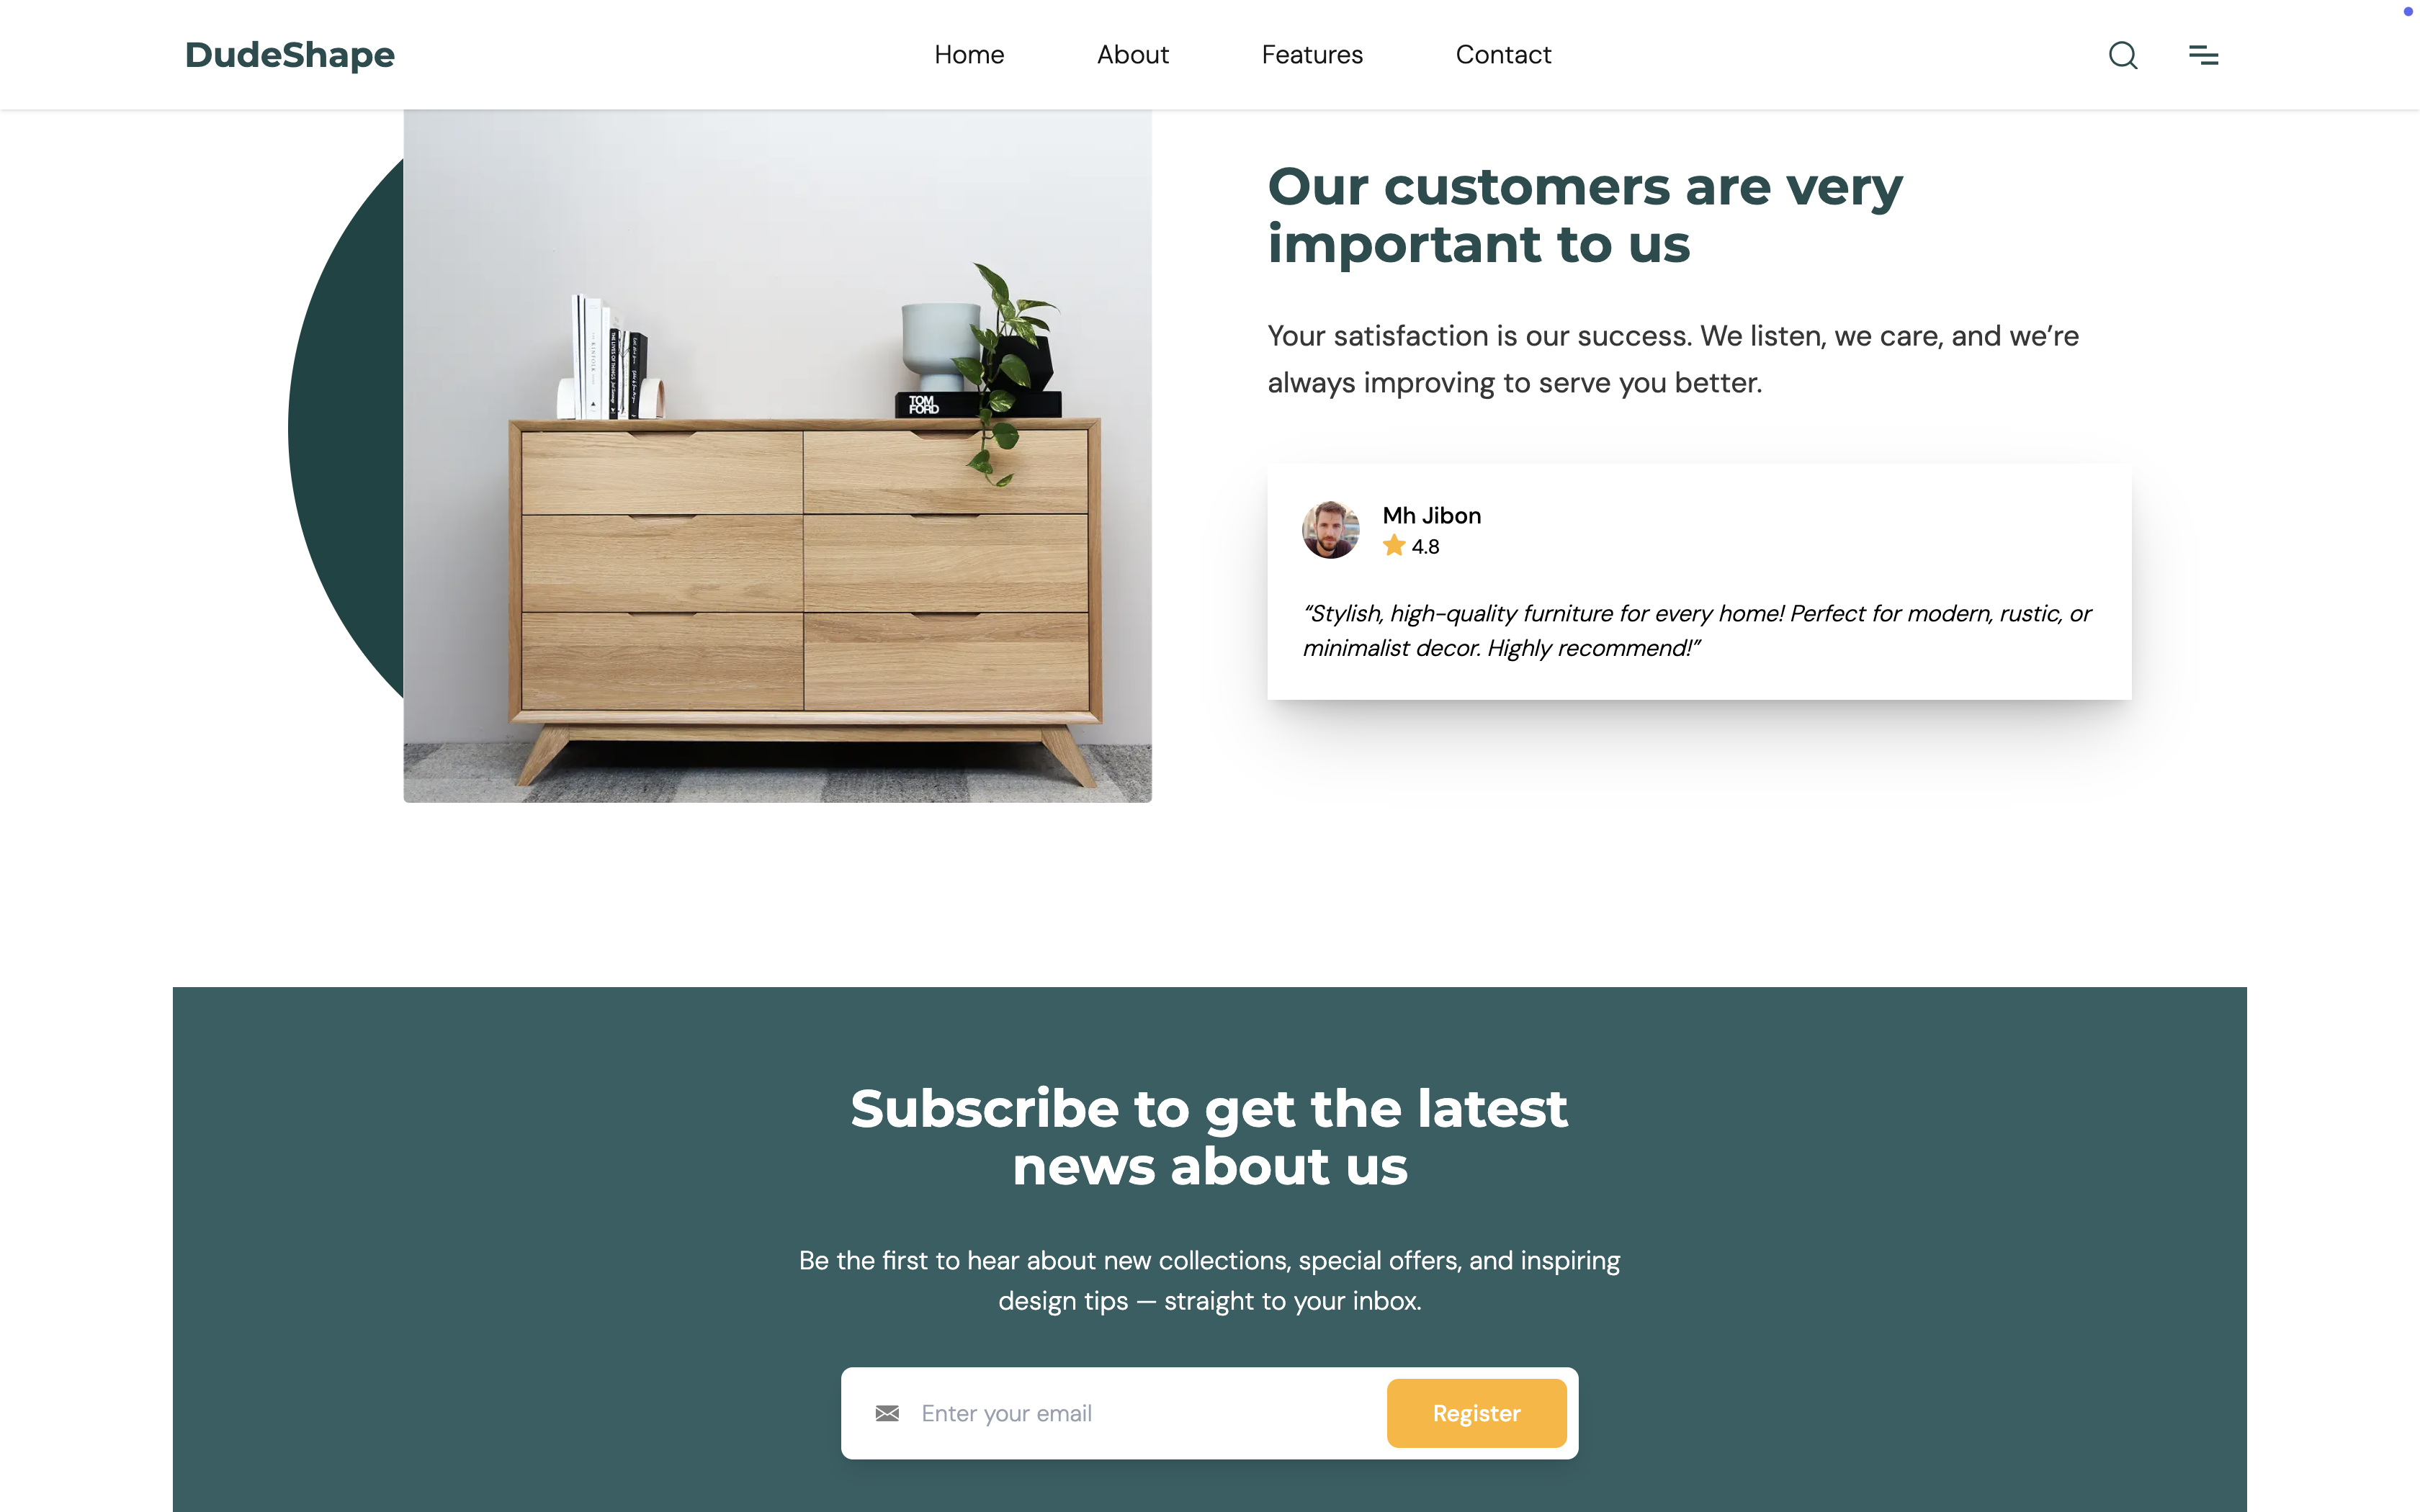 DudeShape
Home
About
Features
Contact
Our customers are very
important to us
Your satisfaction is our success. We listen, we care, and we’re
always improving to serve you better.
TOM
FORD
Mh Jibon
4.8
“Stylish, high-quality furniture for every home! Perfect for modern, rustic, or
minimalist decor. Highly recommend!”
Subscribe to get the latest
news about us
Be the first to hear about new collections, special offers, and inspiring
design tips — straight to your inbox.
Enter your email
Register